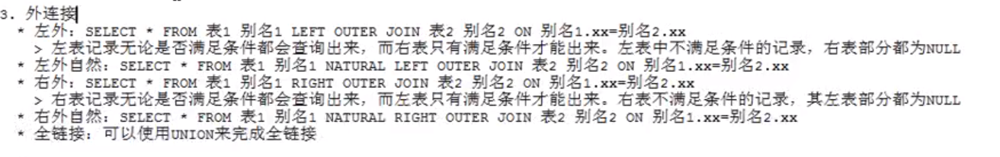 3. 外连接
* 左外：SELECT * FROM 表1 别名1 LEFT OUTER JOIN 表2 别名2 ON 别名1.xx=别名2.xx
> 左表记录无论是否满足条件都会查询出来，而右表只有满足条件才能出来。左表中不满足条件的记录，右表部分都为NULL
* 左外自然：SELECT * FROM 表1 别名1 NATURAL LEFT OUTER JOIN 表2 别名2 ON 别名1.xx=别名2.xx
* 右外：SELECT * FROM 表1 别名1 RIGHT OUTER JOIN 表2 别名2 ON 别名1.xx=别名2.xx
> 右表记录无论是否满足条件都会查询出来，而左表只有满足条件才能出来。右表不满足条件的记录，其左表部分都为NULL
* 右外自然：SELECT * FROM 表1 别名1 NATURAL RIGHT OUTER JOIN 表2 别名2 ON 别名1.xx=别名2.xx
* 全链接：可以使用UNION来完成全链接